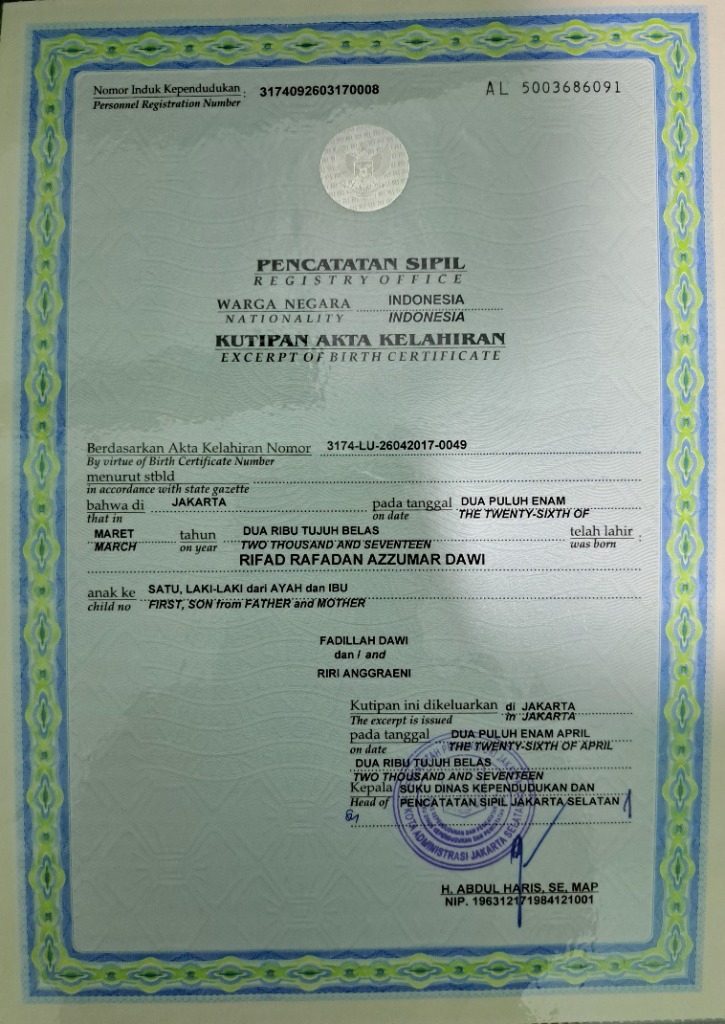 Nomor Induk Kependudukan : 3174092603170008
Personnel Registration Number
AL 5003686091
PENCATATAN SIPIL
REGISTRY OFFICE
WARGA NEGARA INDONESIA
NATIONALITY INDONESIA
KUTIPAN AKTA KELAHIRAN
EXCERPT OF BIRTH CERTIFICATE
Berdasarkan Akta Kelahiran Nomor 3174-LU-26042017-0049
By virtue of Birth Certificate Number
menurut stbld
in accordance with state gazette
bahwa di JAKARTA pada tanggal DUA PULUH ENAM
that in on date THE TWENTY-SIXTH OF
MARET tahun DUA RIBU TUJUH BELAS telah lahir :
MARCH on year TWO THOUSAND AND SEVENTEEN was born
RIFAD RAFADAN AZZUMAR DAWI
anak ke SATU, LAKI-LAKI dari AYAH dan IBU
child no FIRST, SON from FATHER and MOTHER
FADILLAH DAWI
dan / and
RIRI ANGGRAENI
Kutipan ini dikeluarkan di JAKARTA
The excerpt is issued in JAKARTA
pada tanggal DUA PULUH ENAM APRIL
on date THE TWENTY-SIXTH OF APRIL
DUA RIBU TUJUH BELAS
TWO THOUSAND AND SEVENTEEN
Kepala SUKU DINAS KEPENDUDUKAN DAN
Head of PENCATATAN SIPIL JAKARTA SELATAN
KOTA ADMINISTRASI JAKARTA SELATAN
H. ABDUL HARIS, SE, MAP
NIP. 196312171984121001